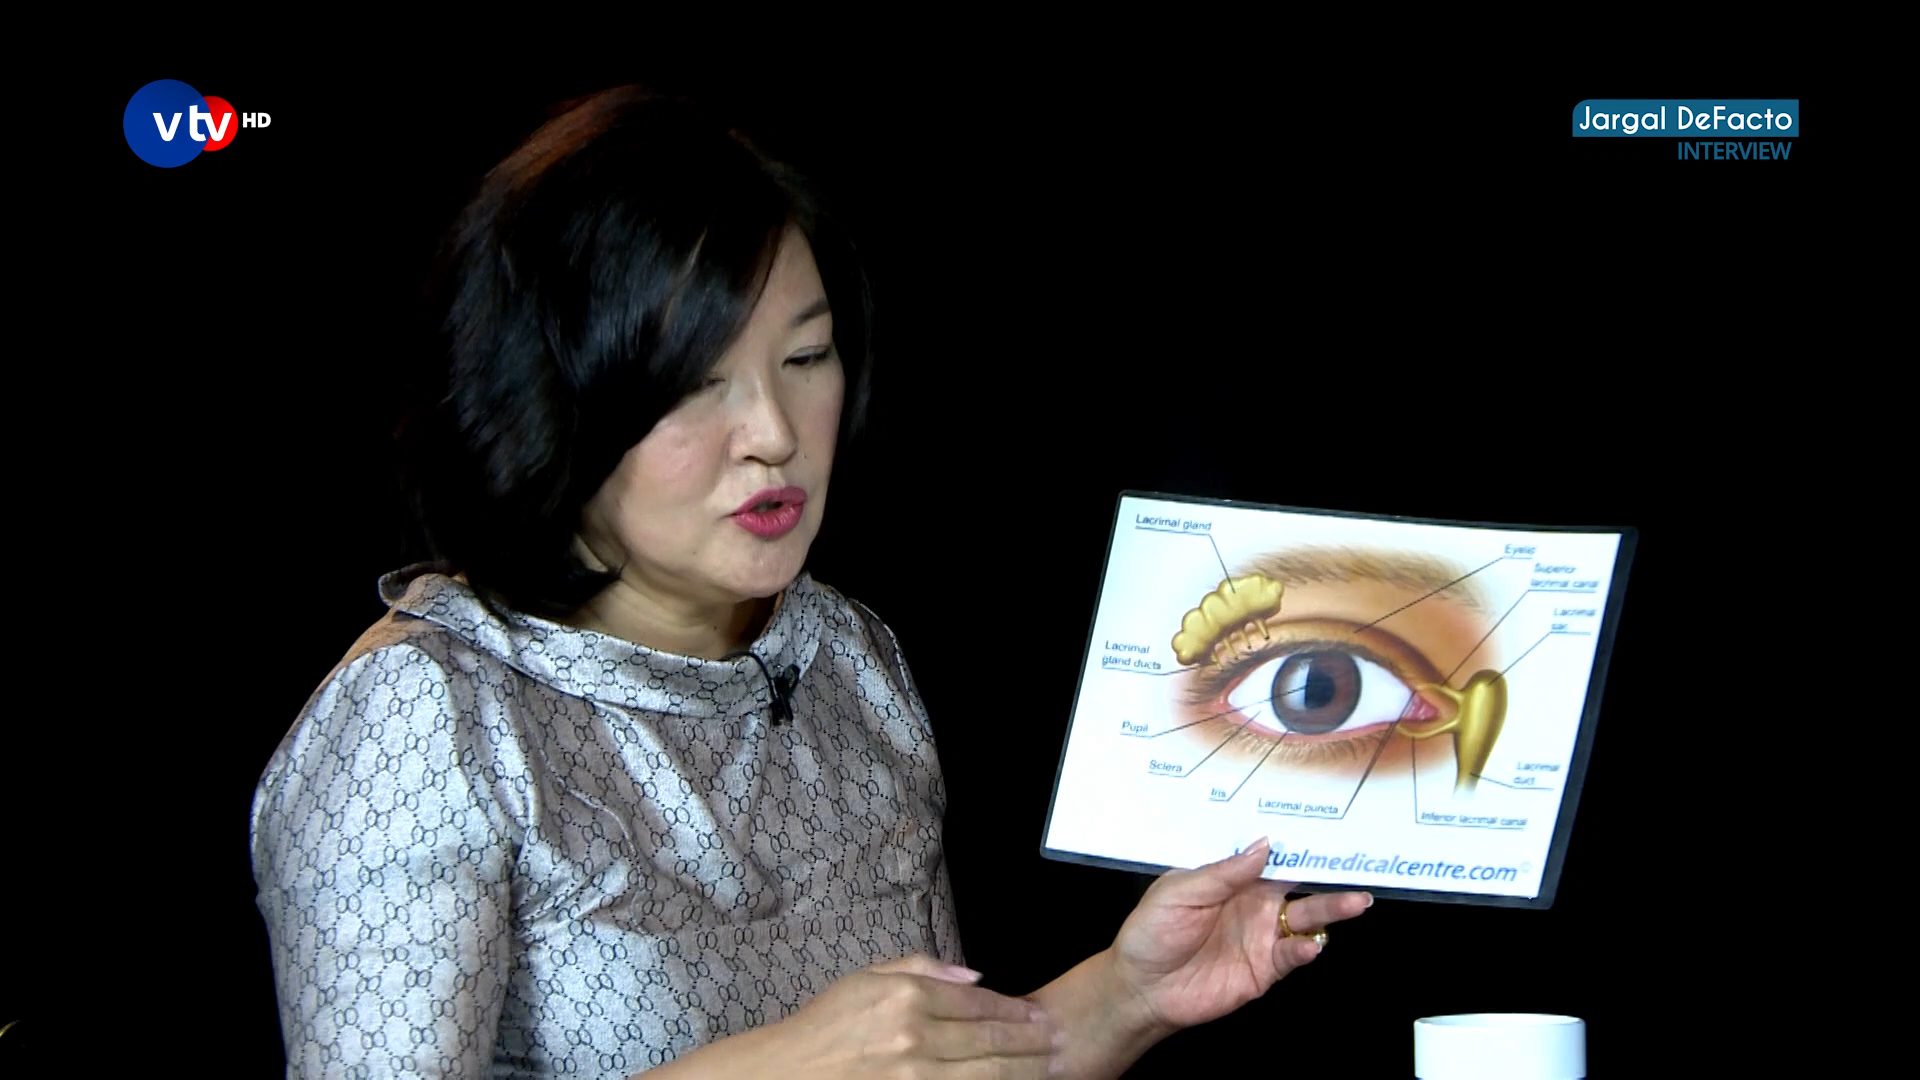 vtv HD
Jargal DeFacto
INTERVIEW
Lacrimal gland
Eyelid
Superior
lacrimal canal
Lacrimal
sac
Lacrimal
gland ducts
Pupil
Sclera
Iris
Lacrimal puncta
Lacrimal
duct
Inferior lacrimal canal
tualmedicalcentre.com